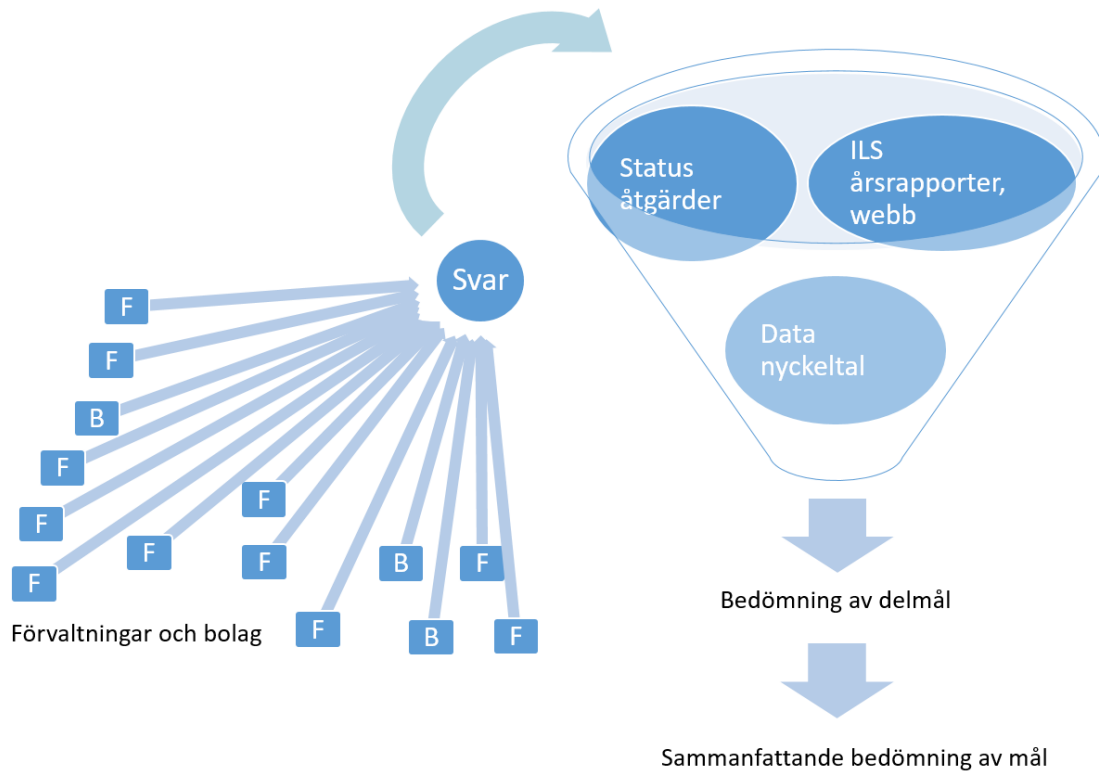 Status
åtgärder
ILS
årsrapporter,
webb
Svar
Data
nyckeltal
F
F
B
F
F
F
F
F
F
F
B
B
F
F
Förvaltningar och bolag
Bedömning av delmål
Sammanfattande bedömning av mål